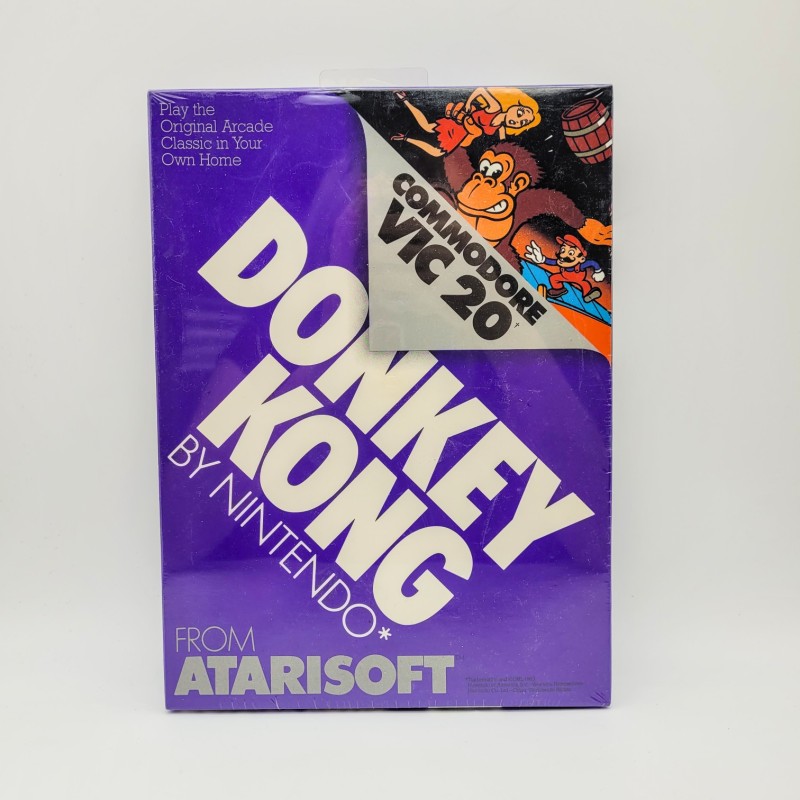 Play the
Original Arcade
Classic in Your
Own Home
COMMODORE
VIC 20
DONKEY
KONG
BY NINTENDO*
FROM
ATARISOFT